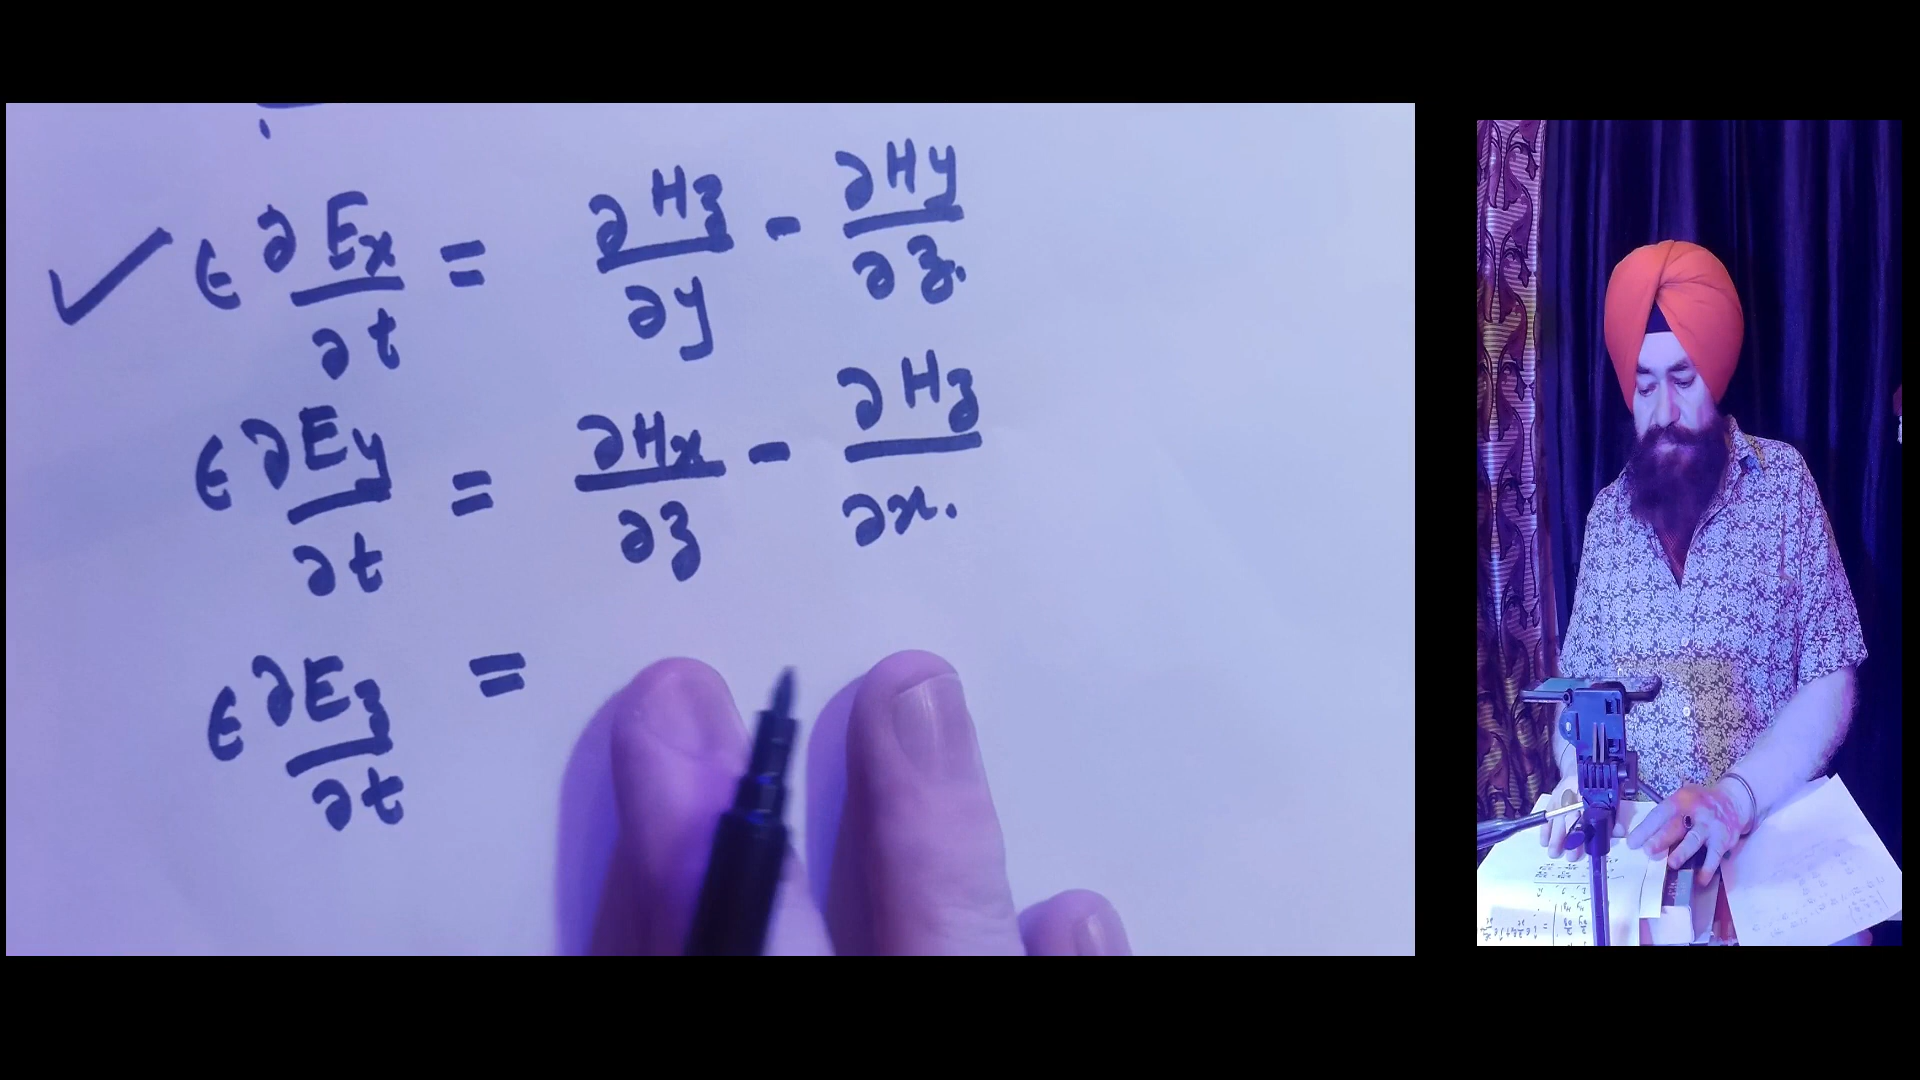 ✓ ϵ ∂Ex/∂t = ∂Hz/∂y - ∂Hy/∂z.
ϵ ∂Ey/∂t = ∂Hx/∂z - ∂Hz/∂x.
ϵ ∂Ez/∂t =